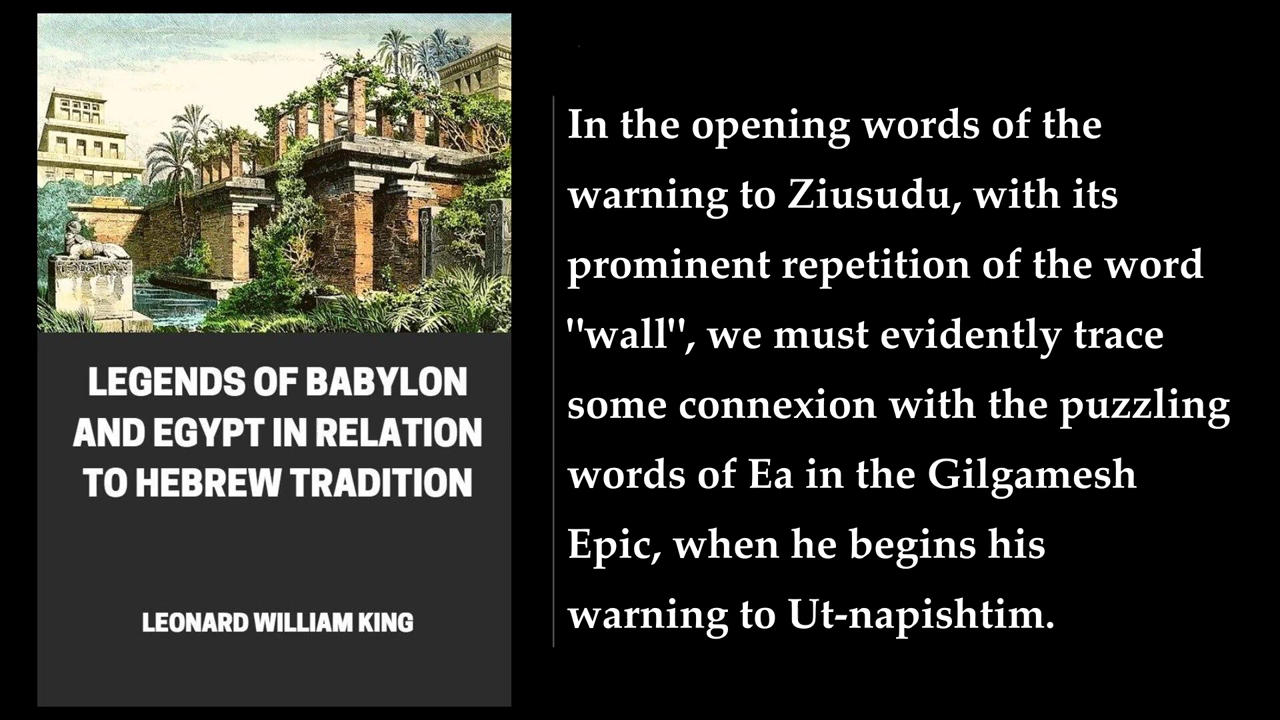 LEGENDS OF BABYLON
AND EGYPT IN RELATION
TO HEBREW TRADITION
LEONARD WILLIAM KING
In the opening words of the
warning to Ziusudu, with its
prominent repetition of the word
"wall", we must evidently trace
some connexion with the puzzling
words of Ea in the Gilgamesh
Epic, when he begins his
warning to Ut-napishtim.